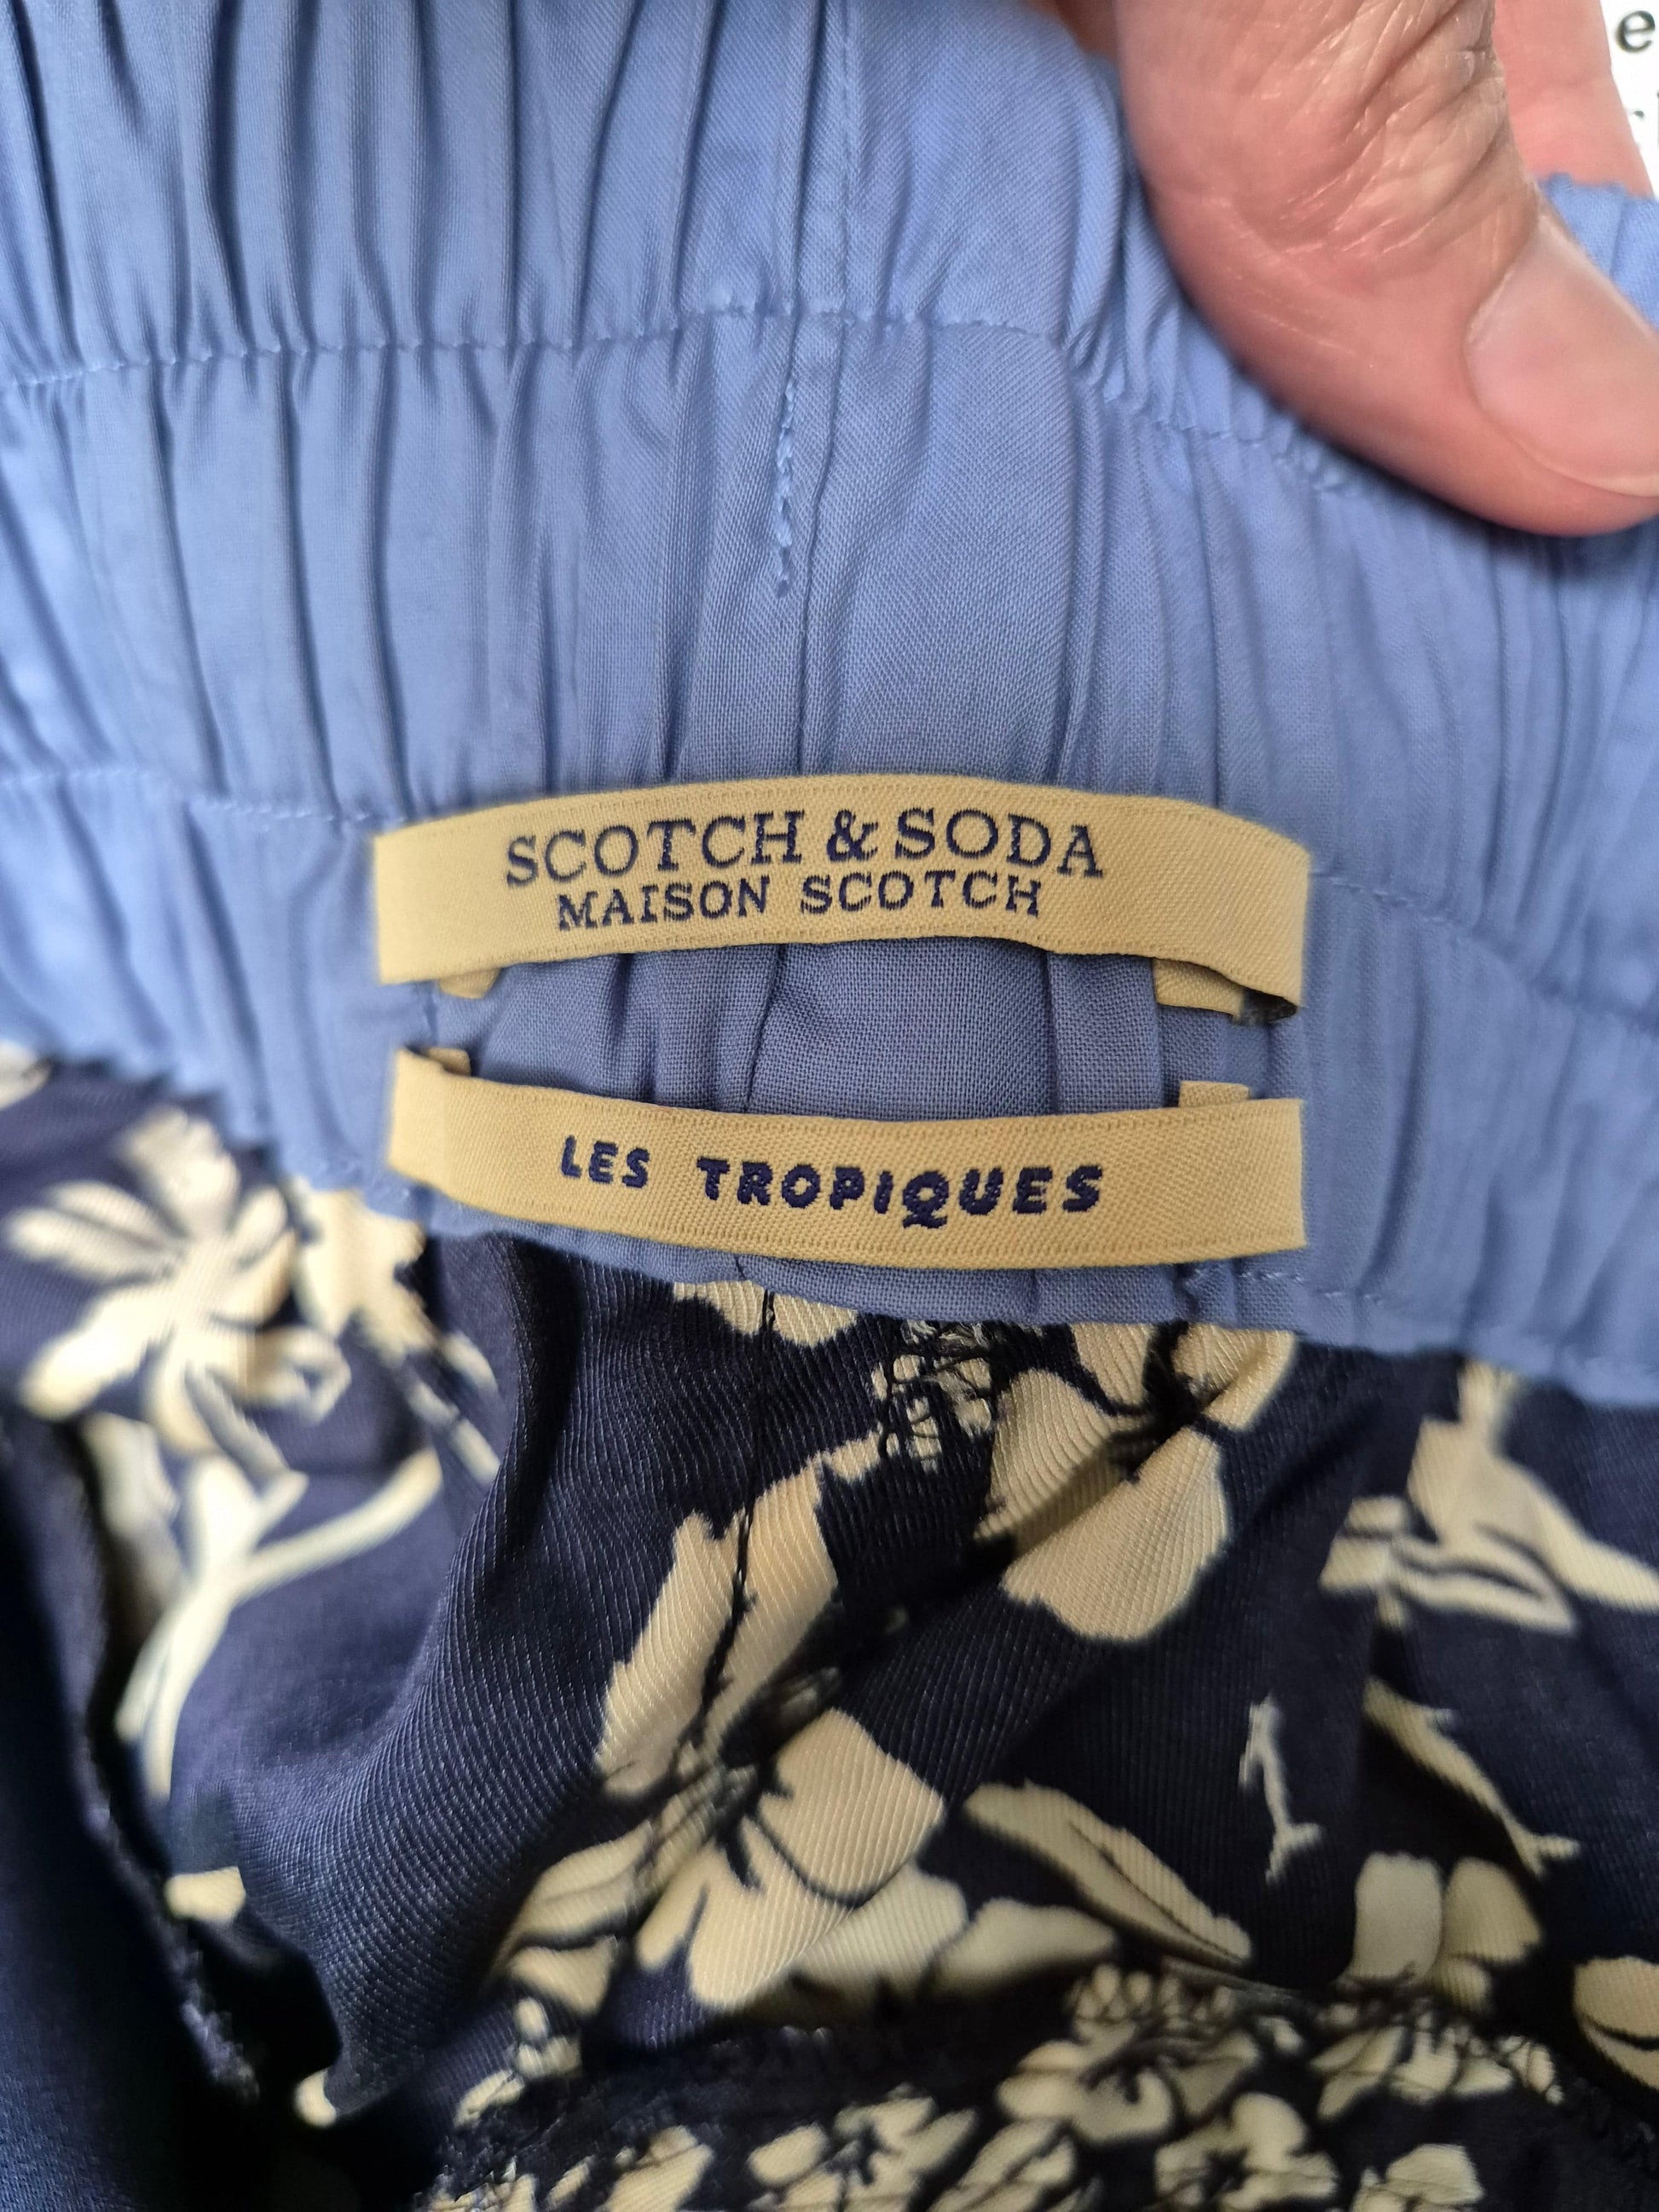 SCOTCH & SODA
MAISON SCOTCH
LES TROPIQUES